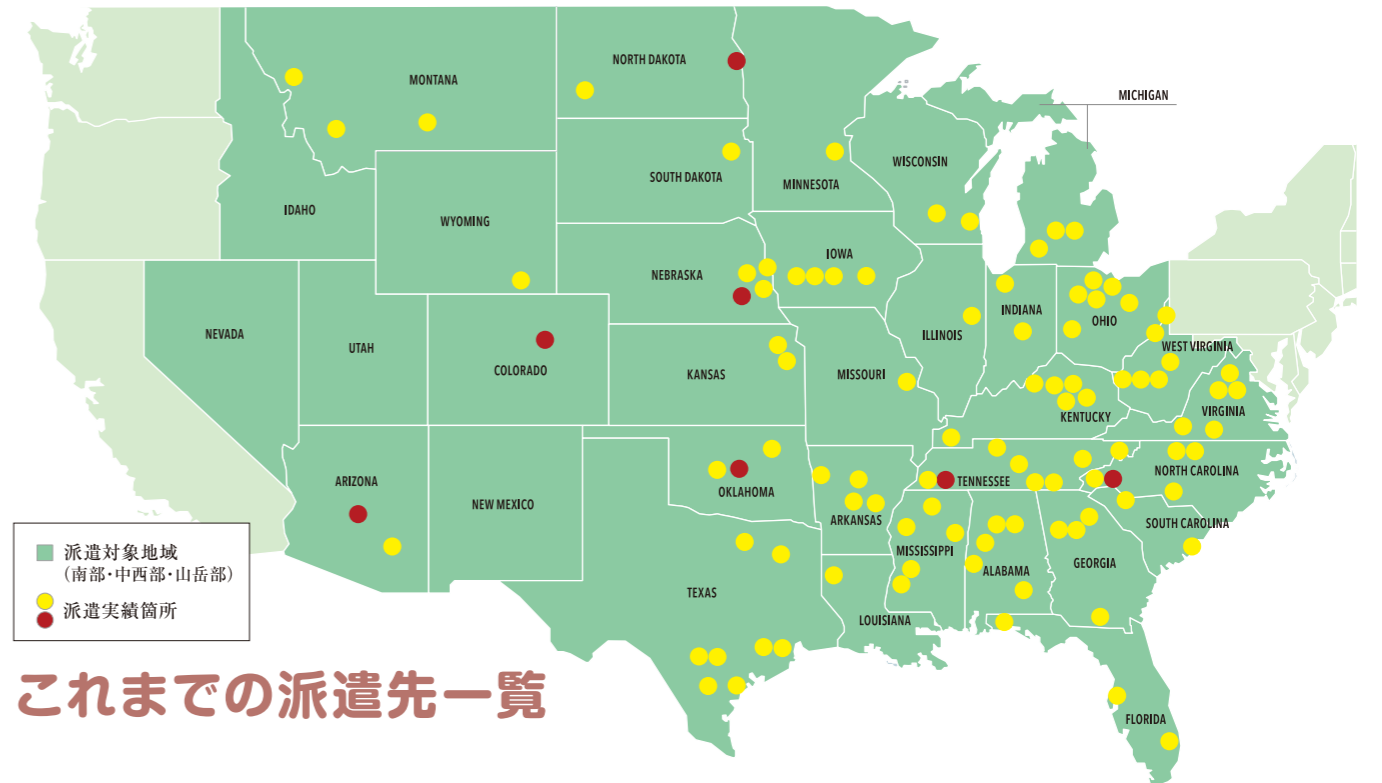 NORTH DAKOTA
MONTANA
MICHIGAN
WISCONSIN
SOUTH DAKOTA
MINNESOTA
IDAHO
WYOMING
IOWA
NEBRASKA
NEVADA
UTAH
COLORADO
KANSAS
MISSOURI
ILLINOIS
INDIANA
OHIO
WEST VIRGINIA
KENTUCKY
VIRGINIA
ARIZONA
NEW MEXICO
OKLAHOMA
ARKANSAS
TENNESSEE
NORTH CAROLINA
SOUTH CAROLINA
MISSISSIPPI
ALABAMA
GEORGIA
TEXAS
LOUISIANA
FLORIDA
派遣対象地域
(南部・中西部・山岳部)
派遣実績箇所
これまでの派遣先一覧